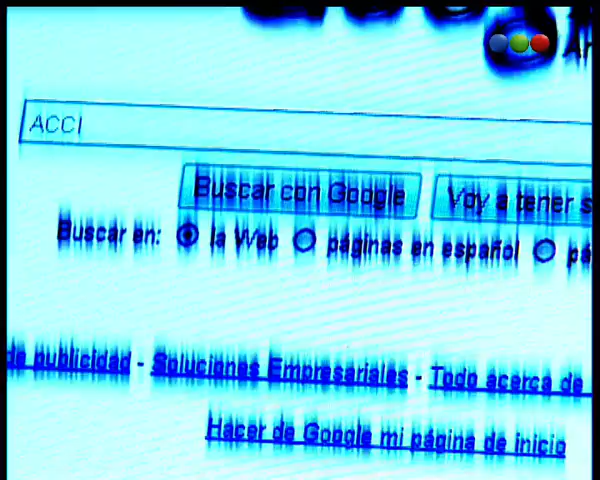 ACCI
Buscar con Google Voy a tener s
Buscar en: la Web páginas en español pá
de publicidad - Soluciones Empresariales - Todo acerca de
Hacer de Google mi página de inicio